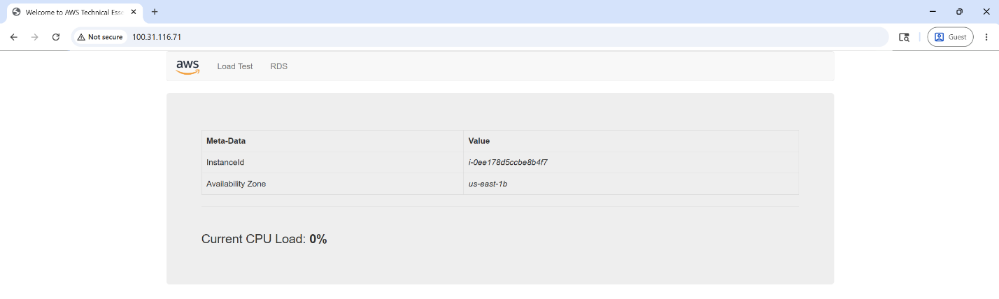 Welcome to AWS Technical Esse
Not secure 100.31.116.71 Guest
aws Load Test RDS
Meta-Data Value
InstanceId i-0ee178d5ccbe8b4f7
Availability Zone us-east-1b
Current CPU Load: 0%